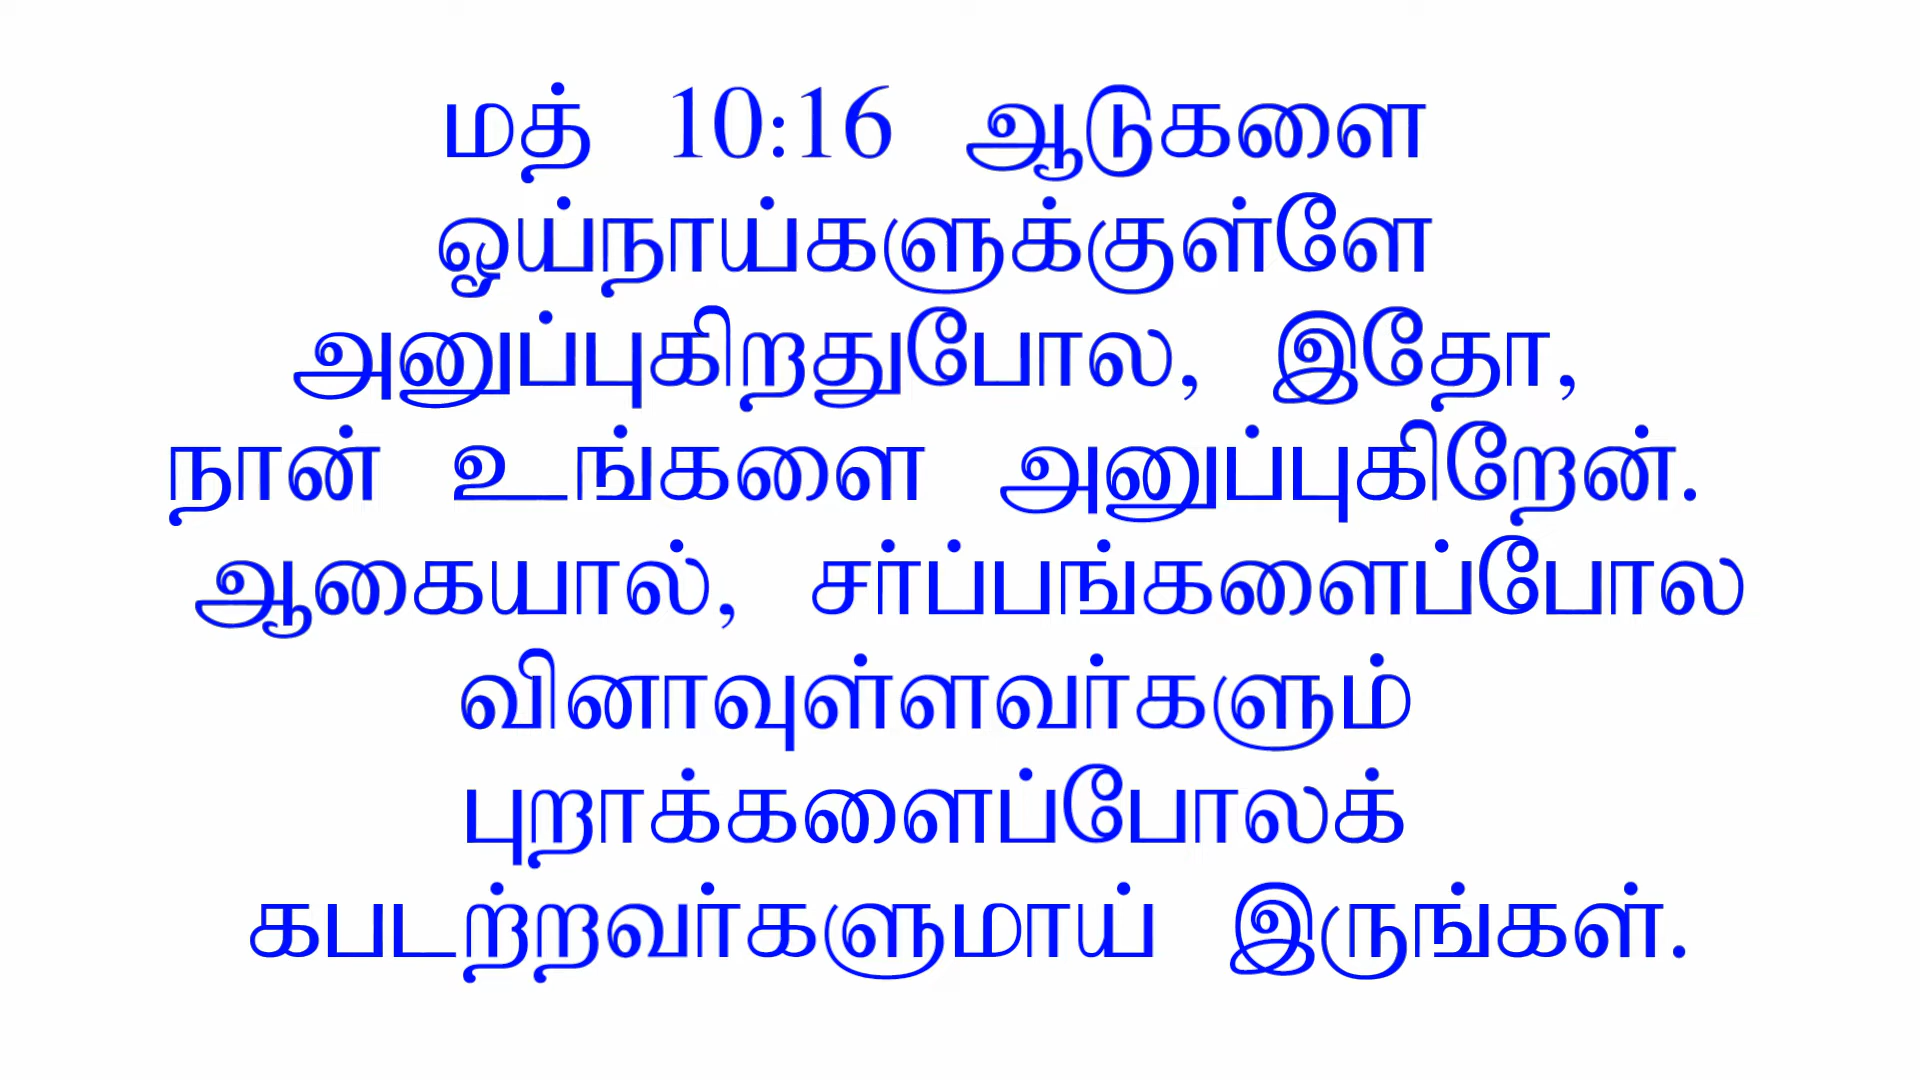 மத் 10:16 ஆடுகளை
ஓய்நாய்களுக்குள்ளே
அனுப்புகிறதுபோல, இதோ,
நான் உங்களை அனுப்புகிறேன்.
ஆகையால், சர்ப்பங்களைப்போல
வினாவுள்ளவர்களும்
புறாக்களைப்போலக்
கபடற்றவர்களுமாய் இருங்கள்.